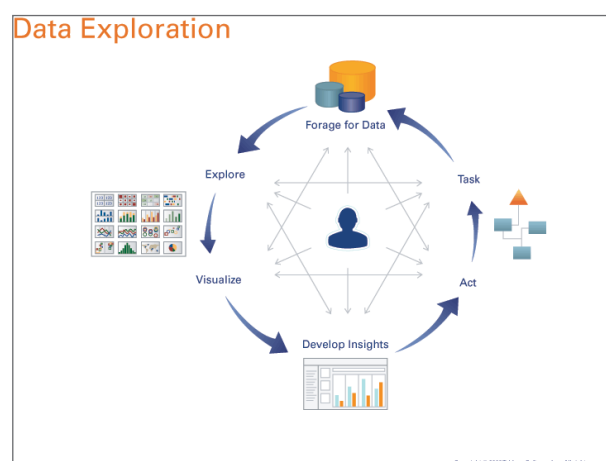 Data Exploration
Forage for Data
Explore
Task
Visualize
Act
Develop Insights